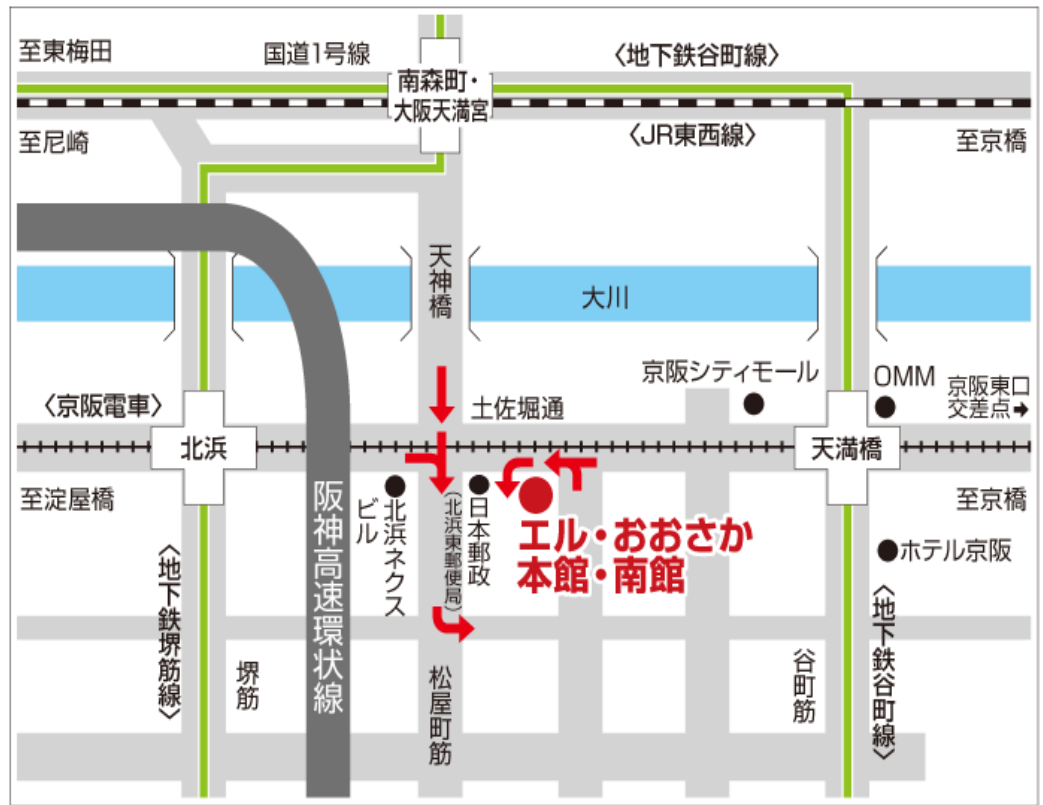 至東梅田
国道1号線
〈地下鉄谷町線〉
南森町・
大阪天満宮
至尼崎
〈JR東西線〉
至京橋
天神橋
大川
京阪シティモール
OMM
京阪東口
交差点➡
〈京阪電車〉
土佐堀通
北浜
天満橋
至淀屋橋
阪神高速環状線
北浜ネクス
ビル
(北浜東郵便局)
日本郵政
エル・おおさか
本館・南館
至京橋
ホテル京阪
〈地下鉄堺筋線〉
堺筋
松屋町筋
谷町筋
〈地下鉄谷町線〉